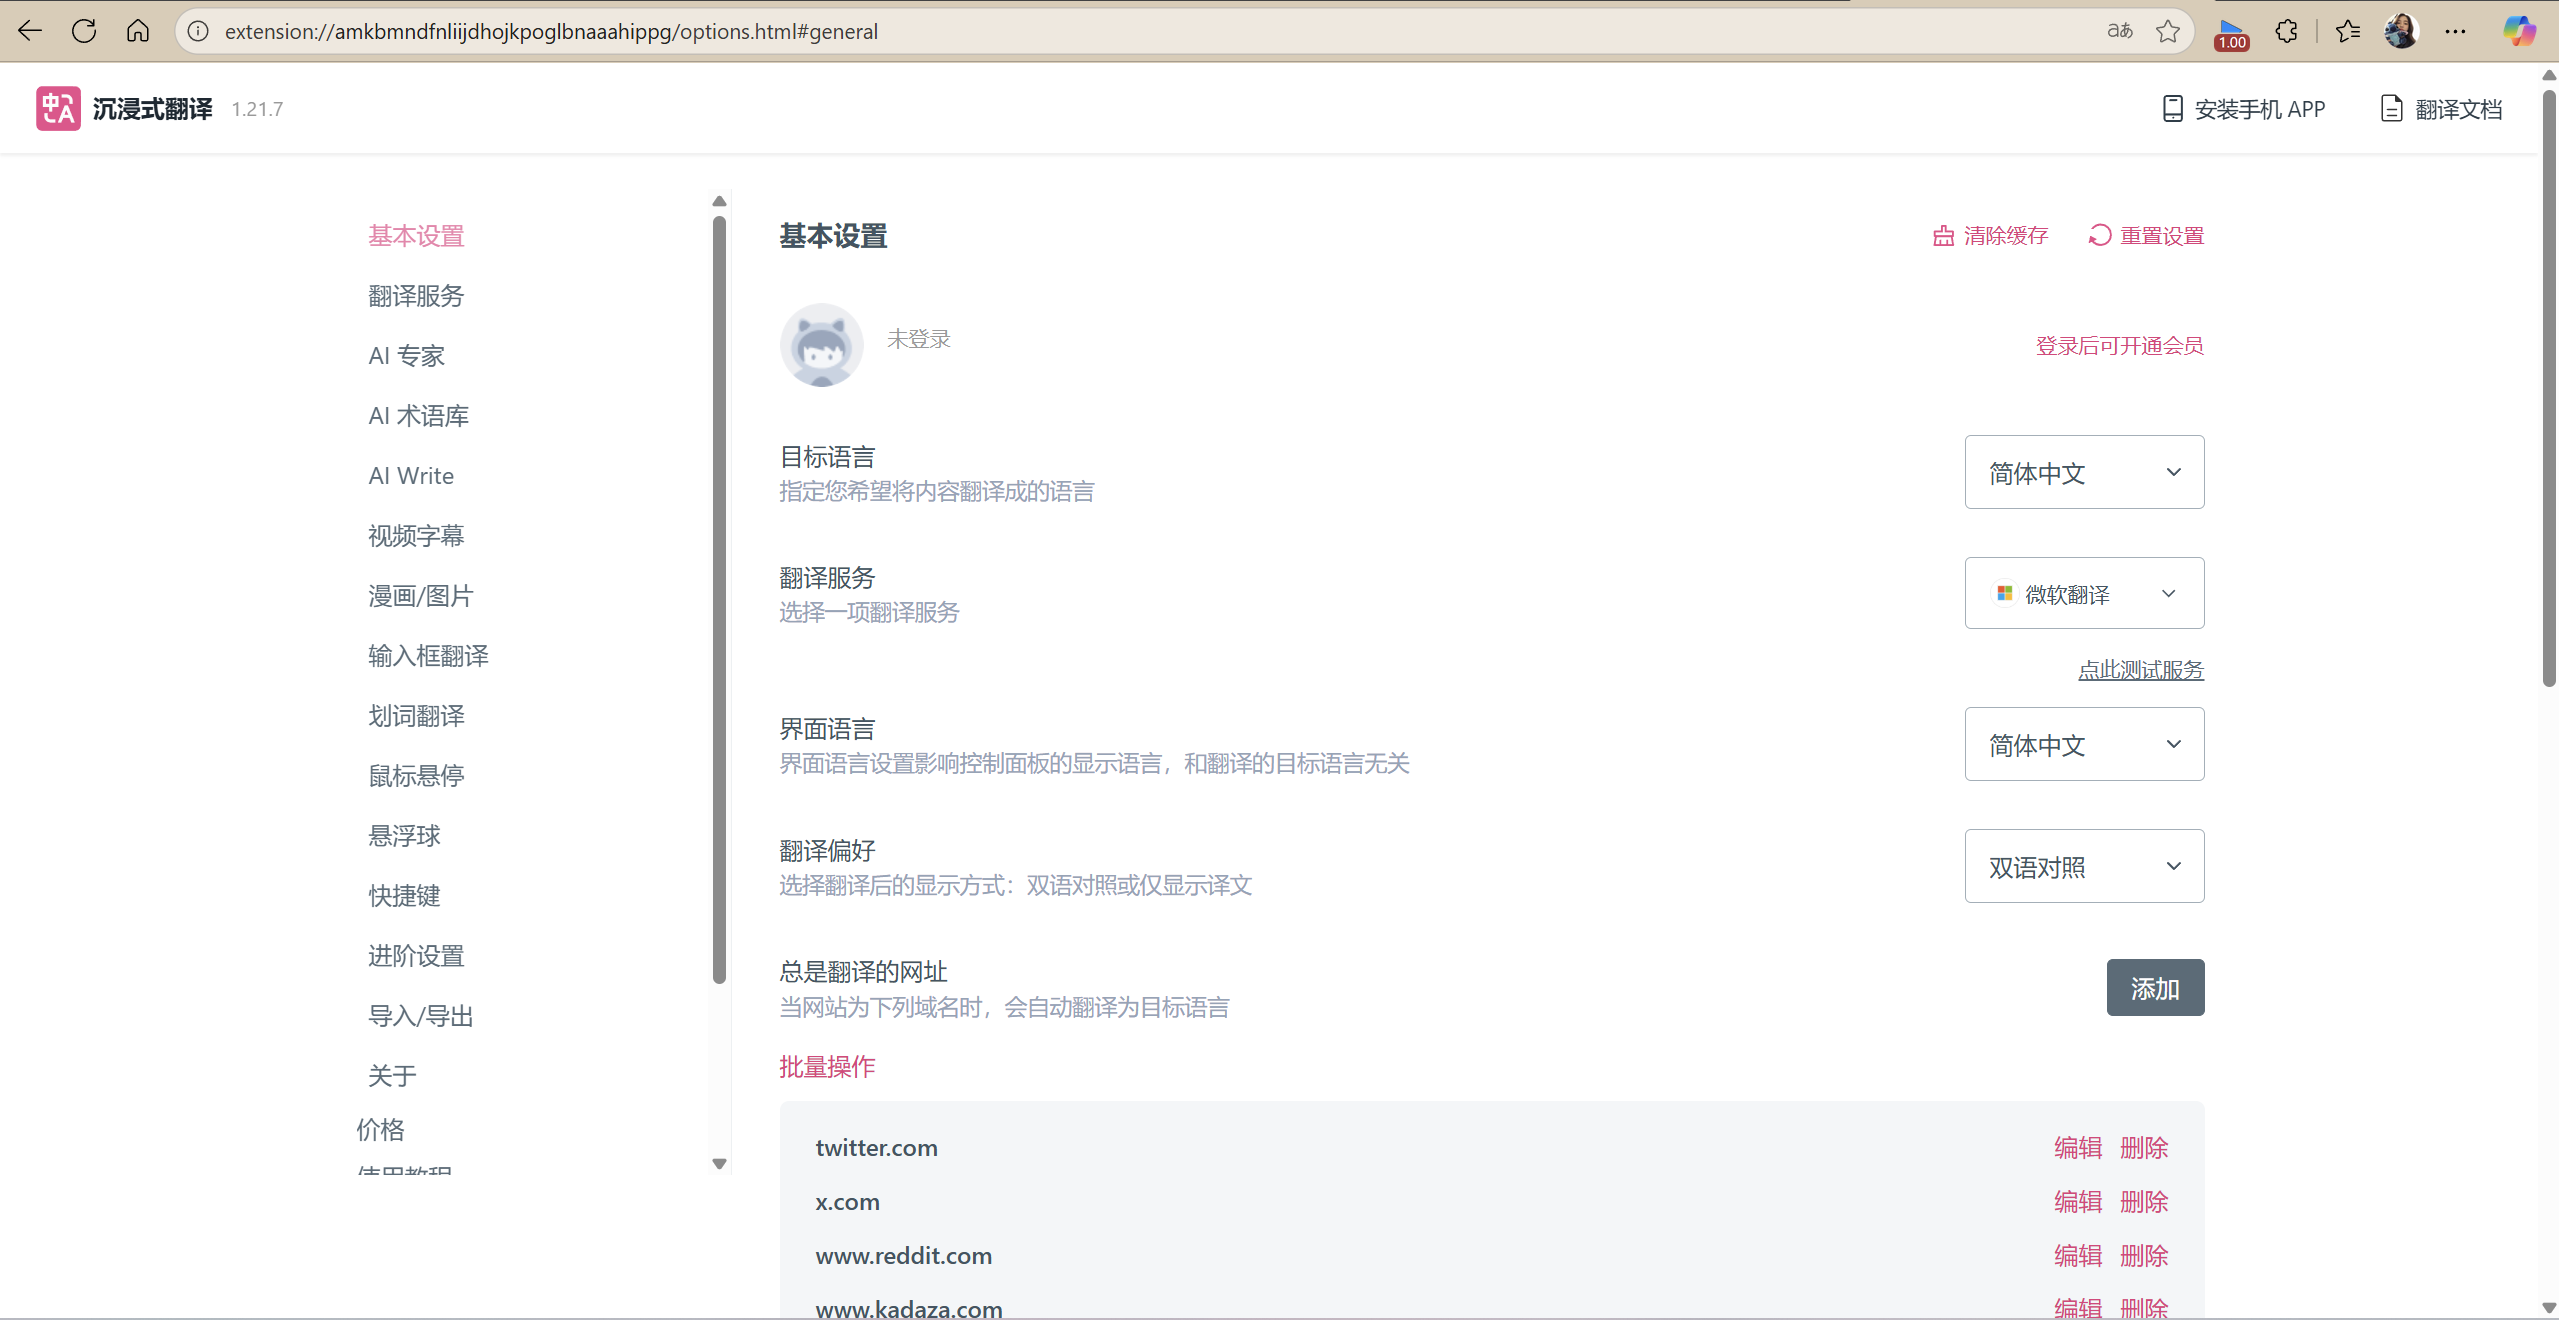 extension://amkbmndfnliijdhojkpoglbnaaahippg/options.html#general
aあ
1.00
中 A
沉浸式翻译 1.21.7
安装手机 APP
翻译文档
基本设置
翻译服务
AI 专家
AI 术语库
AI Write
视频字幕
漫画/图片
输入框翻译
划词翻译
鼠标悬停
悬浮球
快捷键
进阶设置
导入/导出
关于
价格
使用教程
基本设置
清除缓存
重置设置
未登录
登录后可开通会员
目标语言
指定您希望将内容翻译成的语言
简体中文
翻译服务
选择一项翻译服务
微软翻译
点此测试服务
界面语言
界面语言设置影响控制面板的显示语言，和翻译的目标语言无关
简体中文
翻译偏好
选择翻译后的显示方式：双语对照或仅显示译文
双语对照
总是翻译的网址
当网站为下列域名时，会自动翻译为目标语言
添加
批量操作
twitter.com 编辑 删除
x.com 编辑 删除
www.reddit.com 编辑 删除
www.kadaza.com 编辑 删除